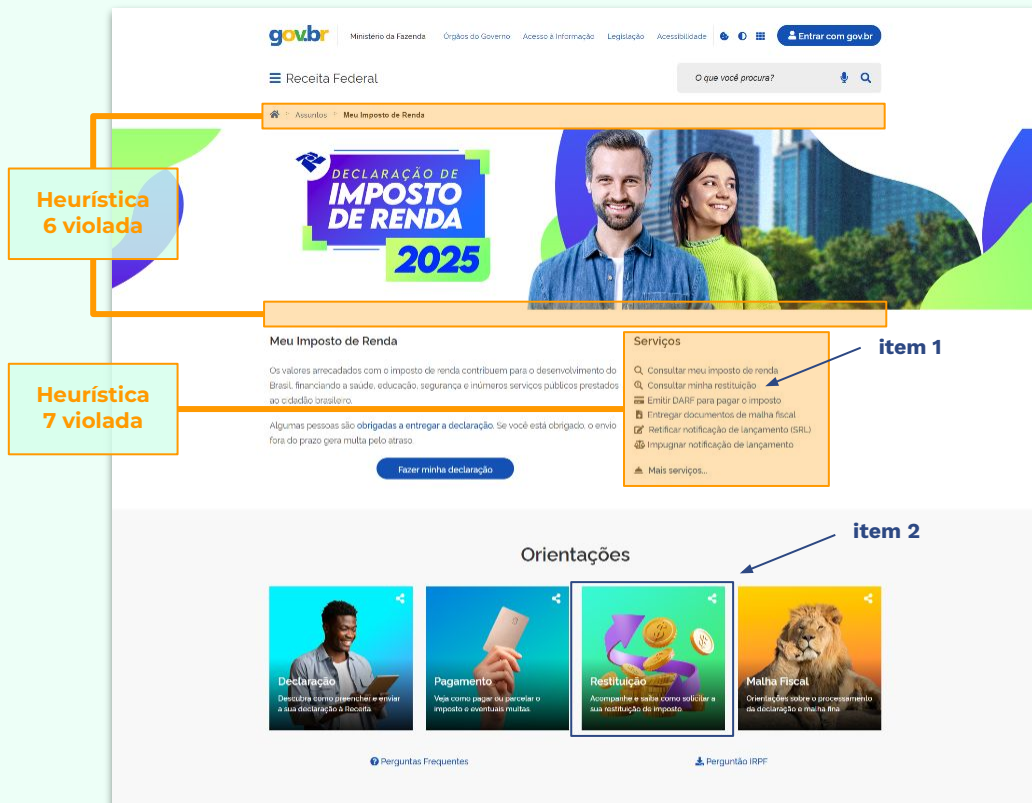 gov.br
Ministério da Fazenda
Órgãos do Governo
Acesso à Informação
Legislação
Acessibilidade
Entrar com gov.br
Receita Federal
O que você procura?
Assuntos
Meu Imposto de Renda
DECLARAÇÃO DE
IMPOSTO
DE RENDA
2025
Heurística
6 violada
Meu Imposto de Renda
Os valores arrecadados com o imposto de renda contribuem para o desenvolvimento do
Brasil, financiando a saúde, educação, segurança e inúmeros serviços públicos prestados
ao cidadão brasileiro.
Algumas pessoas são obrigadas a entregar a declaração. Se você está obrigado, o envio
fora do prazo gera multa pelo atraso.
Fazer minha declaração
Serviços
Consultar meu imposto de renda
Consultar minha restituição
Emitir DARF para pagar o imposto
Entregar documentos de malha fiscal
Retificar notificação de lançamento (SRL)
Impugnar notificação de lançamento
Mais serviços...
item 1
Heurística
7 violada
item 2
Orientações
Declaração
Descubra como preencher e enviar
a sua declaração à Receita.
Pagamento
Veja como pagar ou parcelar o
imposto e eventuais multas.
Restituição
Acompanhe e saiba como solicitar a
sua restituição de imposto.
Malha Fiscal
Orientações sobre o processamento
da declaração e malha fina.
Perguntas Frequentes
Perguntão IRPF